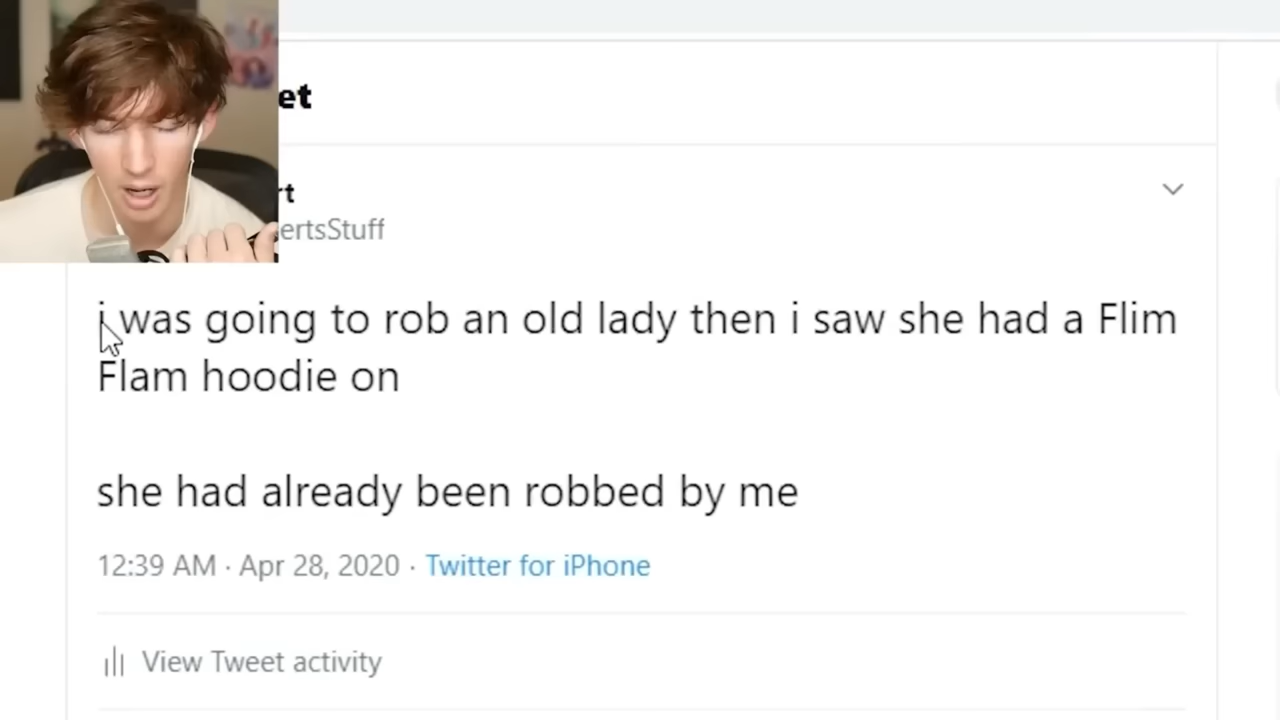 et
rt
ertsStuff
i was going to rob an old lady then i saw she had a Flim
Flam hoodie on
she had already been robbed by me
12:39 AM · Apr 28, 2020 · Twitter for iPhone
View Tweet activity